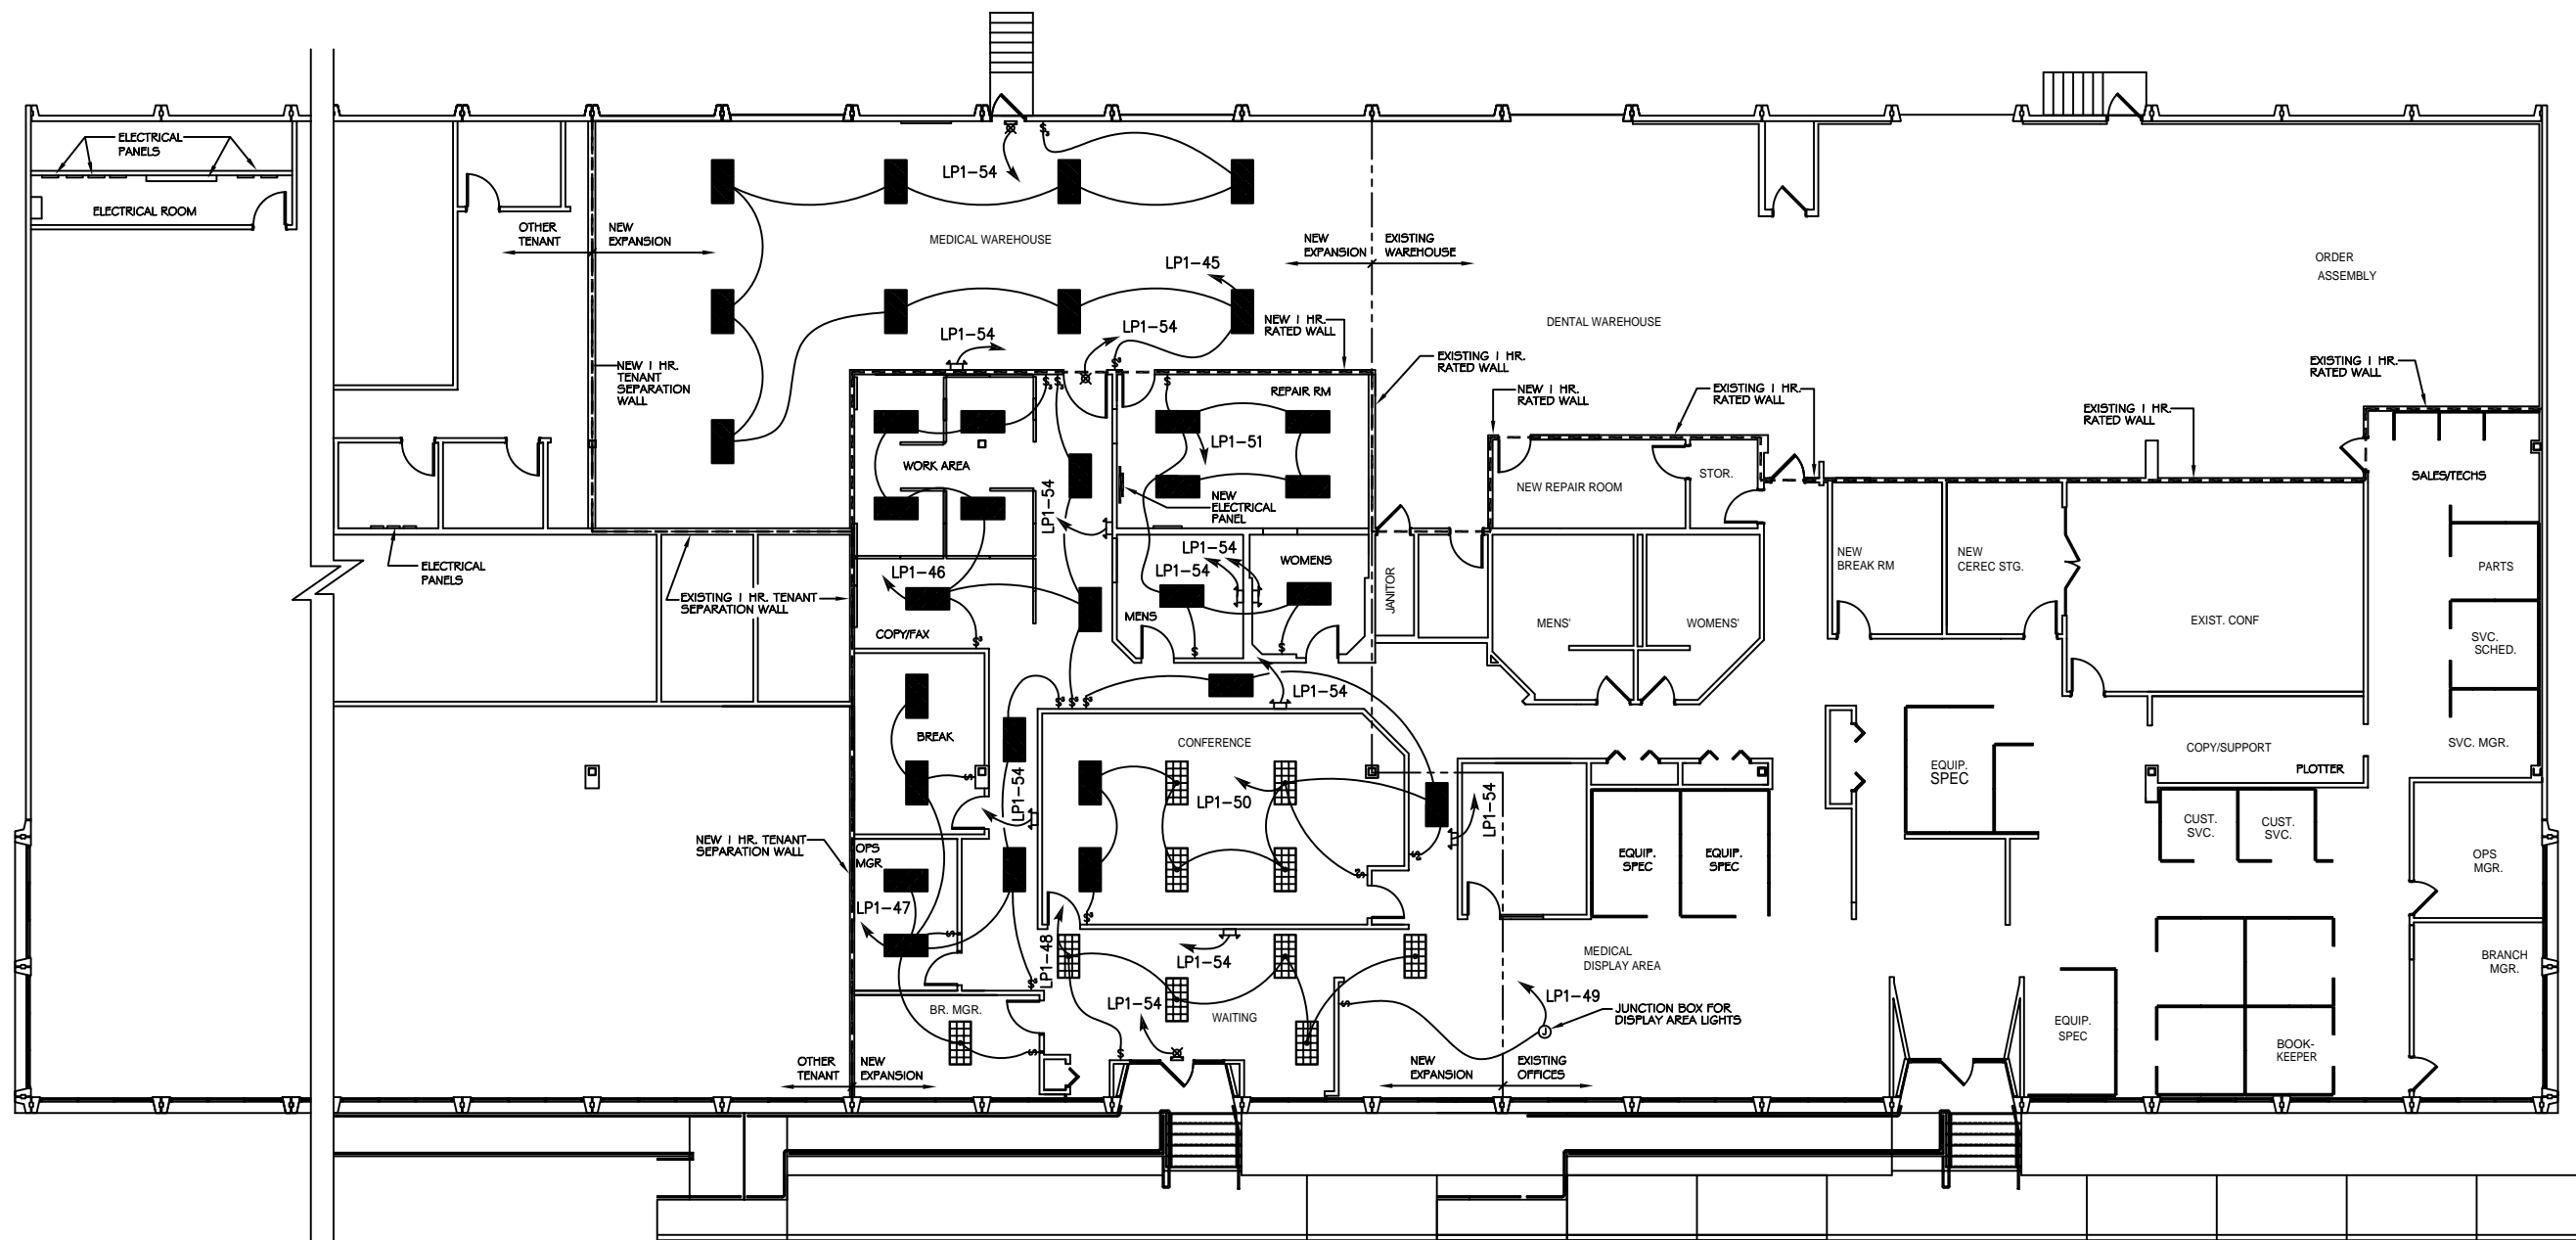 ELECTRICAL
PANELS
ELECTRICAL ROOM
OTHER
TENANT
NEW
EXPANSION
LP1-54
MEDICAL WAREHOUSE
LP1-45
NEW
EXPANSION
EXISTING
WAREHOUSE
ORDER
ASSEMBLY
LP1-54
LP1-54
NEW 1 HR.
RATED WALL
DENTAL WAREHOUSE
NEW 1 HR.
TENANT
SEPARATION
WALL
EXISTING 1 HR.
RATED WALL
NEW 1 HR.
RATED WALL
EXISTING 1 HR.
RATED WALL
EXISTING 1 HR.
RATED WALL
EXISTING 1 HR.
RATED WALL
REPAIR RM
LP1-51
WORK AREA
LP1-54
NEW
ELECTRICAL
PANEL
NEW REPAIR ROOM
STOR.
SALES/TECHS
ELECTRICAL
PANELS
EXISTING 1 HR. TENANT
SEPARATION WALL
LP1-46
COPY/FAX
LP1-54
LP1-54
WOMENS
MENS
JANITOR
MENS'
WOMENS'
NEW
BREAK RM
NEW
CEREC STG.
EXIST. CONF
PARTS
SVC.
SCHED.
SVC. MGR.
LP1-54
BREAK
LP1-54
CONFERENCE
LP1-50
LP1-54
EQUIP.
SPEC
COPY/SUPPORT
PLOTTER
NEW 1 HR. TENANT
SEPARATION WALL
OPS
MGR
LP1-47
LP1-48
EQUIP.
SPEC
EQUIP.
SPEC
CUST.
SVC.
CUST.
SVC.
OPS
MGR.
LP1-54
MEDICAL
DISPLAY AREA
BRANCH
MGR.
BR. MGR.
LP1-54
WAITING
LP1-49
JUNCTION BOX FOR
DISPLAY AREA LIGHTS
J
EQUIP.
SPEC
BOOK-
KEEPER
OTHER
TENANT
NEW
EXPANSION
NEW
EXPANSION
EXISTING
OFFICES